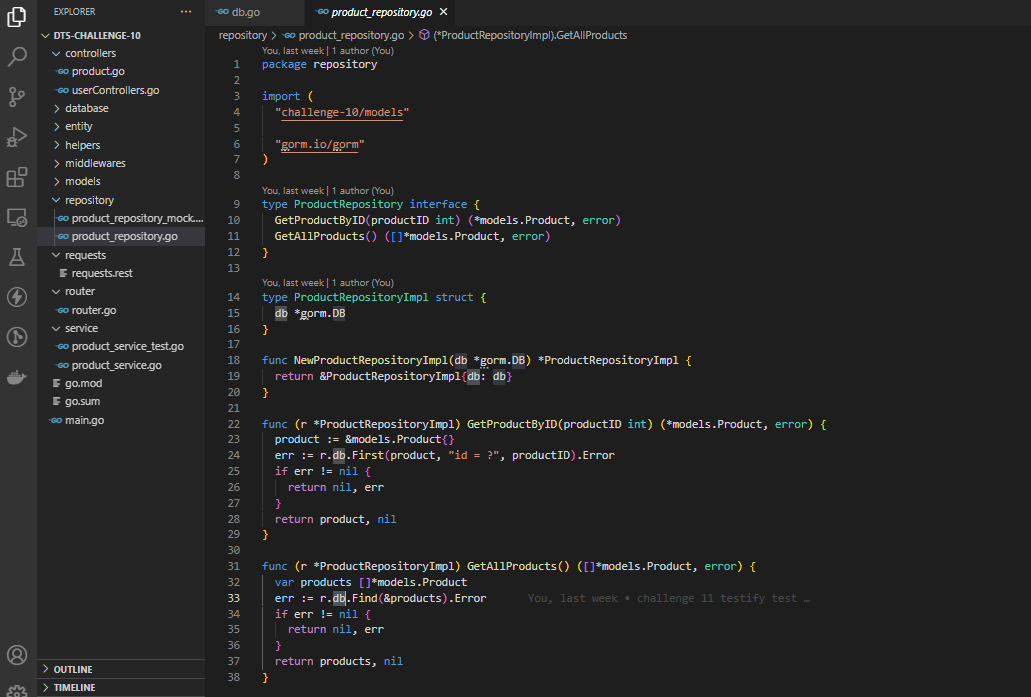 EXPLORER
···
DTS-CHALLENGE-10
controllers
product.go
userControllers.go
database
entity
helpers
middlewares
models
repository
product_repository_mock....
product_repository.go
requests
requests.rest
router
router.go
service
product_service_test.go
product_service.go
go.mod
go.sum
main.go
OUTLINE
TIMELINE
db.go
product_repository.go
repository > product_repository.go > (*ProductRepositoryImpl).GetAllProducts
You, last week | 1 author (You)
1 package repository
2
3 import (
4 "challenge-10/models"
5
6 "gorm.io/gorm"
7 )
8
You, last week | 1 author (You)
9 type ProductRepository interface {
10 GetProductByID(productID int) (*models.Product, error)
11 GetAllProducts() ([]*models.Product, error)
12 }
13
You, last week | 1 author (You)
14 type ProductRepositoryImpl struct {
15 db *gorm.DB
16 }
17
18 func NewProductRepositoryImpl(db *gorm.DB) *ProductRepositoryImpl {
19 return &ProductRepositoryImpl{db: db}
20 }
21
22 func (r *ProductRepositoryImpl) GetProductByID(productID int) (*models.Product, error) {
23 product := &models.Product{}
24 err := r.db.First(product, "id = ?", productID).Error
25 if err != nil {
26 return nil, err
27 }
28 return product, nil
29 }
30
31 func (r *ProductRepositoryImpl) GetAllProducts() ([]*models.Product, error) {
32 var products []*models.Product
33 err := r.db.Find(&products).Error You, last week • challenge 11 testify test …
34 if err != nil {
35 return nil, err
36 }
37 return products, nil
38 }